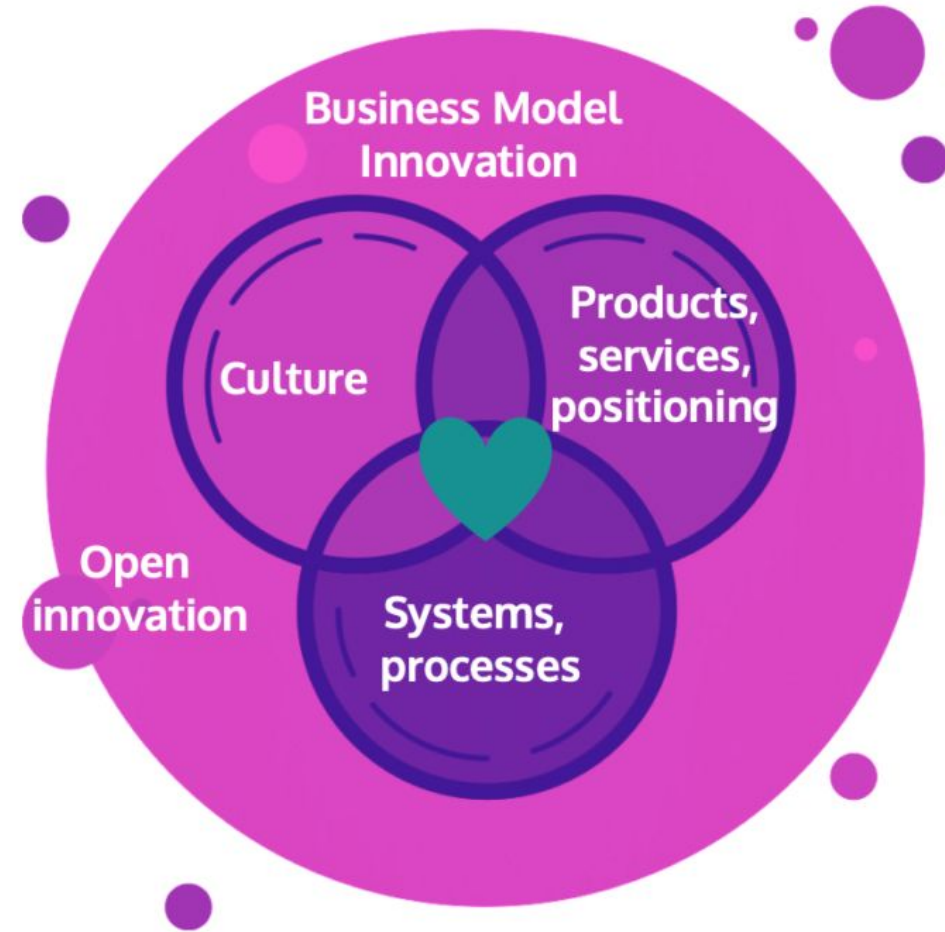 Business Model
Innovation
Culture
Products,
services,
positioning
Open
innovation
Systems,
processes